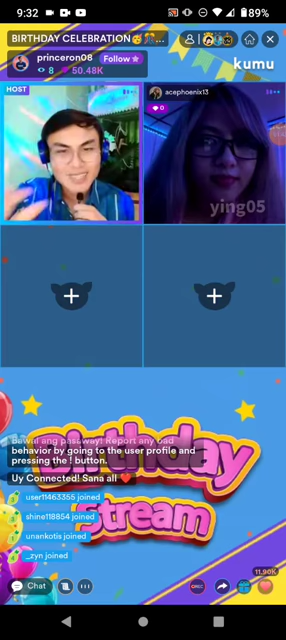 9:32
89%
BIRTHDAY CELEBRATION🥳🎊...
princeron08
Follow
8
50.48K
kumu
HOST
acephoenix13
0
ying05
Bawal ang pasaway! Report any bad
behavior by going to the user profile and
pressing the ! button.
Uy Connected! Sana all
Birthday
Stream
user11463355 joined
shine118854 joined
unankotis joined
_zyn joined
11.90K
Chat